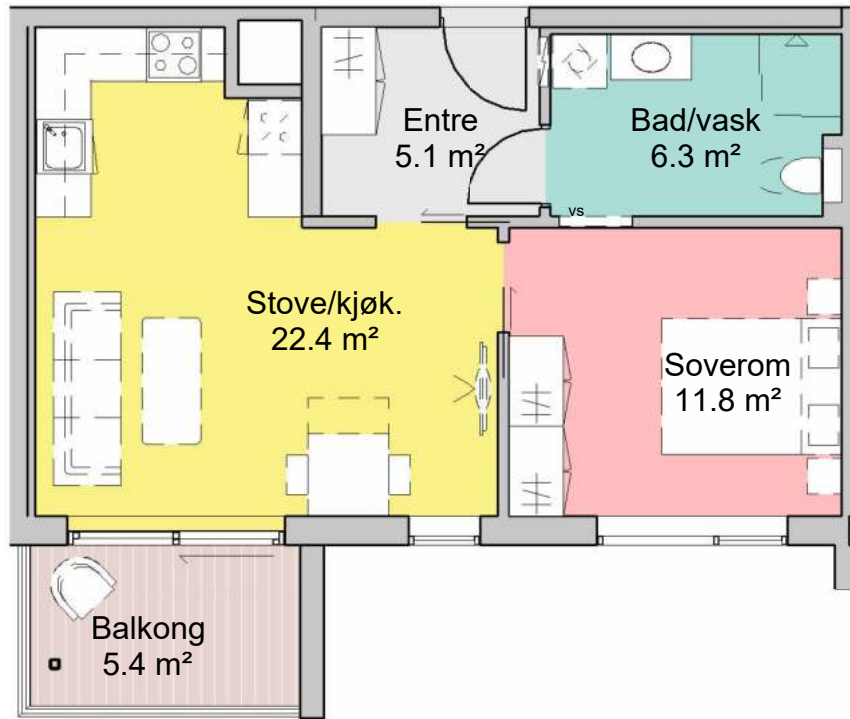 Entre
5.1 m²
Bad/vask
6.3 m²
vs
Stove/kjøk.
22.4 m²
Soverom
11.8 m²
Balkong
5.4 m²